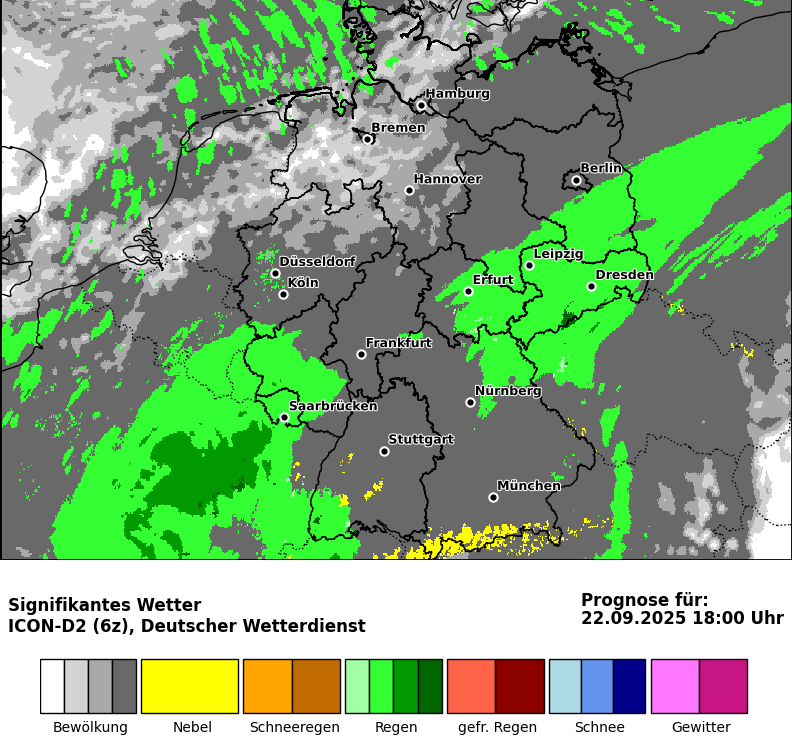 Hamburg
Bremen
Berlin
Hannover
Leipzig
Düsseldorf
Dresden
Köln
Erfurt
Frankfurt
Nürnberg
Saarbrücken
Stuttgart
München
Signifikantes Wetter
ICON-D2 (6z), Deutscher Wetterdienst
Prognose für:
22.09.2025 18:00 Uhr
Bewölkung Nebel Schneeregen Regen gefr. Regen Schnee Gewitter